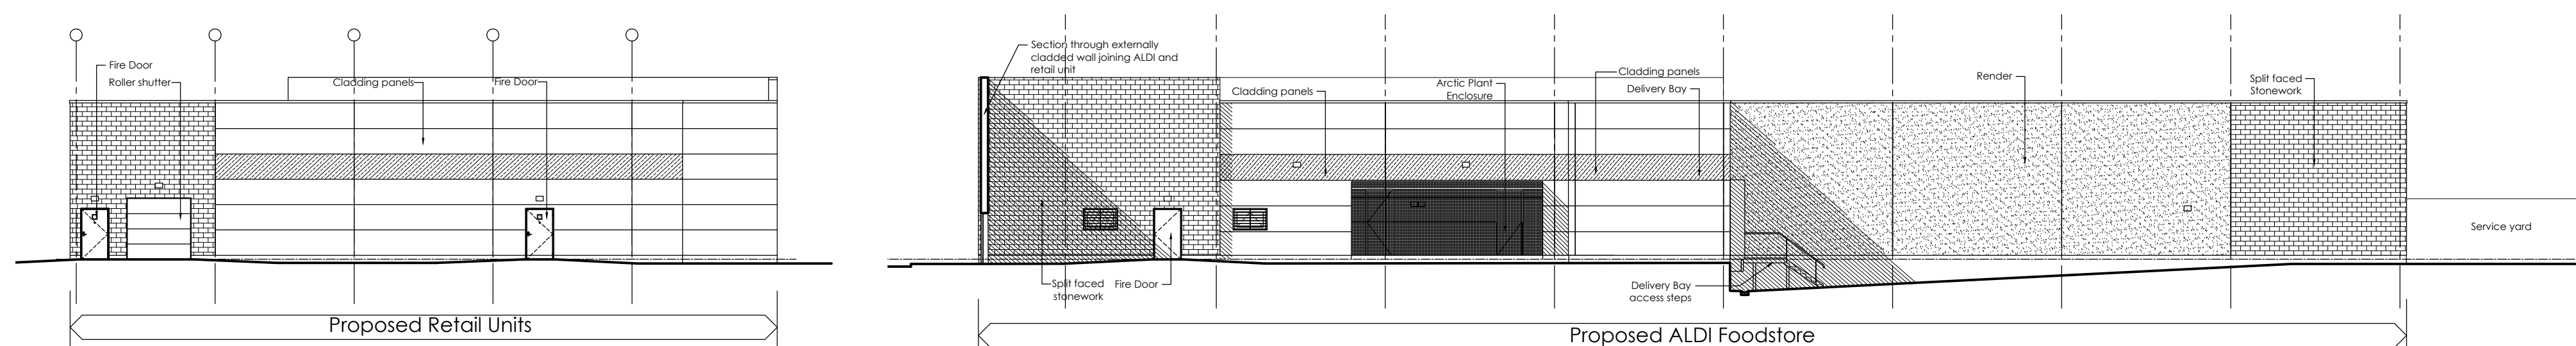 Fire Door
Roller shutter
Cladding panels
Fire Door
Proposed Retail Units
Section through externally
cladded wall joining ALDI and
retail unit
Cladding panels
Arctic Plant
Enclosure
Cladding panels
Delivery Bay
Render
Split faced
Stonework
Service yard
Split faced
stonework
Fire Door
Delivery Bay
access steps
Proposed ALDI Foodstore